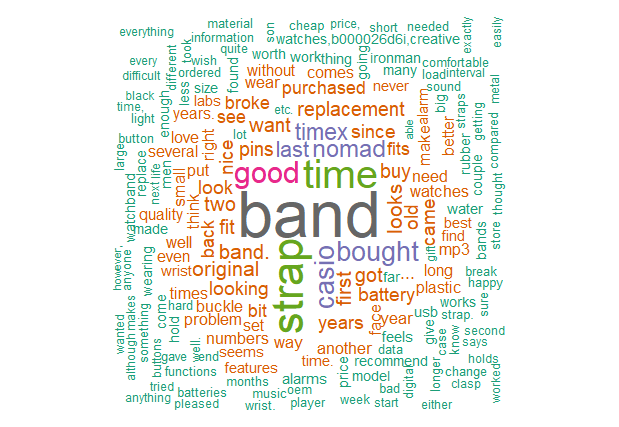 everything
material
son
cheap
price,
short
needed
exactly
easily
information
watches,b000026d6i,creative
wish
quite
worth
work
thing
ironman
comfortable
every
took
ordered
found
without
comes
going
many
load
interval
difficult
different
less
size
wear
purchased
never
sound
metal
black
labs
broke
etc.
replacement
makes
alarm
big
straps
time,
enough
years.
see
want
timex
since
able
better
rubber
getting
compared
light
button
love
right
lot
pins
last
nomad
fits
couple
thought
large
several
nice
good
time
buy
need
replace
men
small
put
look
watches
watchband
next
life
think
two
band
looks
old
came
water
store
quality
back
fit
best
made
well
band.
find
bands
gift
mp3
however,
anyone
wearing
even
strap
casio
bought
wrist
original
first
got
far
...
long
break
happy
times
looking
battery
plastic
sure
although
makes
something
come
hard
buckle
bit
face
usb
works
wanted
hold
problem
set
years
year
give
strap.
buttons
well.
numbers
way
another
feels
case
know
second
says
gave
send
seems
time.
data
recommend
longer
holds
functions
features
price
model
digital
change
worked
tried
months
alarms
bad
clasp
anything
batteries
music
oem
week
start
either
pleased
wrist.
player